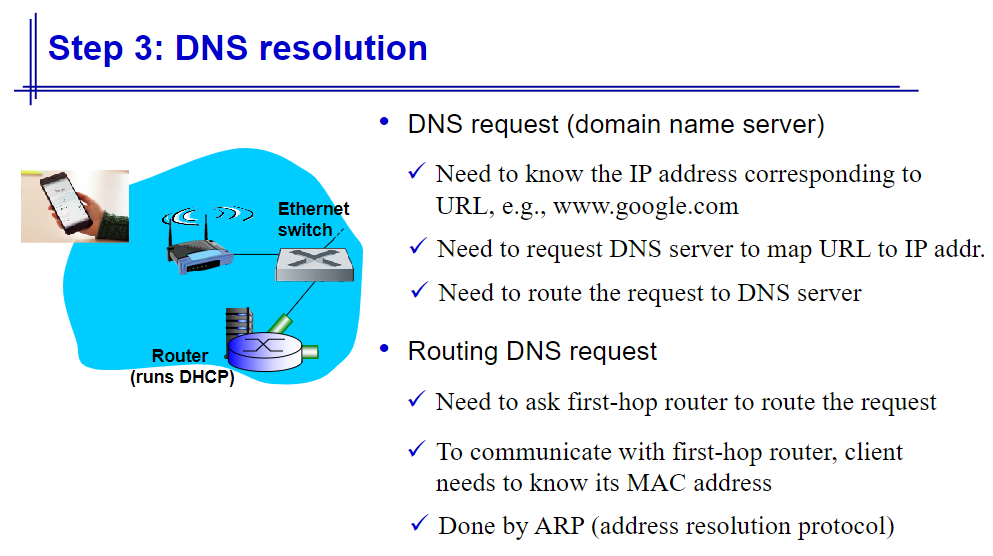 Step 3: DNS resolution
• DNS request (domain name server)
✓ Need to know the IP address corresponding to
URL, e.g., www.google.com
✓ Need to request DNS server to map URL to IP addr.
✓ Need to route the request to DNS server
• Routing DNS request
✓ Need to ask first-hop router to route the request
✓ To communicate with first-hop router, client
needs to know its MAC address
✓ Done by ARP (address resolution protocol)
Ethernet
switch
Router
(runs DHCP)